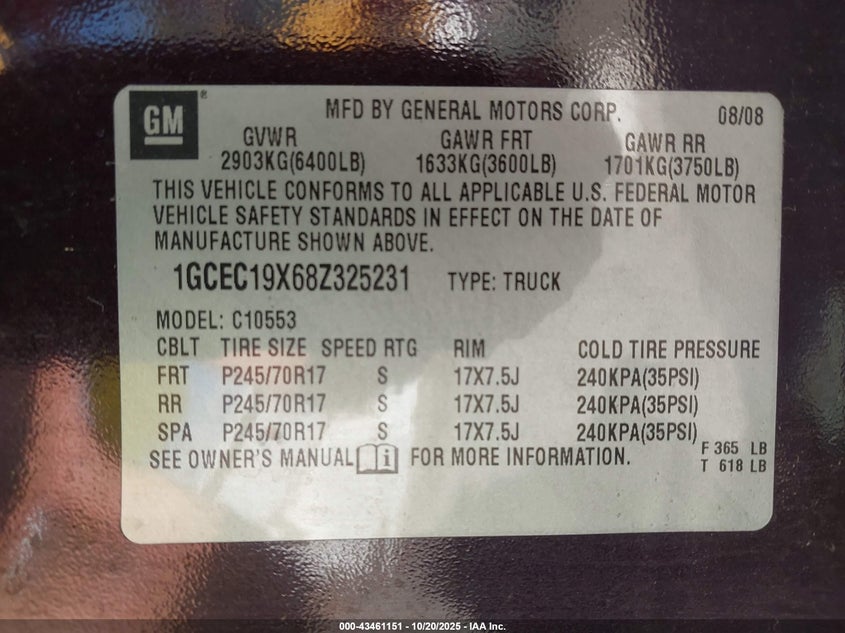 GM ®
MFD BY GENERAL MOTORS CORP. 08/08
GVWR GAWR FRT GAWR RR
2903KG(6400LB) 1633KG(3600LB) 1701KG(3750LB)
THIS VEHICLE CONFORMS TO ALL APPLICABLE U.S. FEDERAL MOTOR
VEHICLE SAFETY STANDARDS IN EFFECT ON THE DATE OF
MANUFACTURE SHOWN ABOVE.
1GCEC19X68Z325231 TYPE: TRUCK
MODEL: C10553
CBLT TIRE SIZE SPEED RTG RIM COLD TIRE PRESSURE
FRT P245/70R17 S 17X7.5J 240KPA(35PSI)
RR P245/70R17 S 17X7.5J 240KPA(35PSI)
SPA P245/70R17 S 17X7.5J 240KPA(35PSI)
SEE OWNER'S MANUAL i FOR MORE INFORMATION.
F 365 LB
T 618 LB
000-43461151 - 10/20/2025 - IAA Inc.